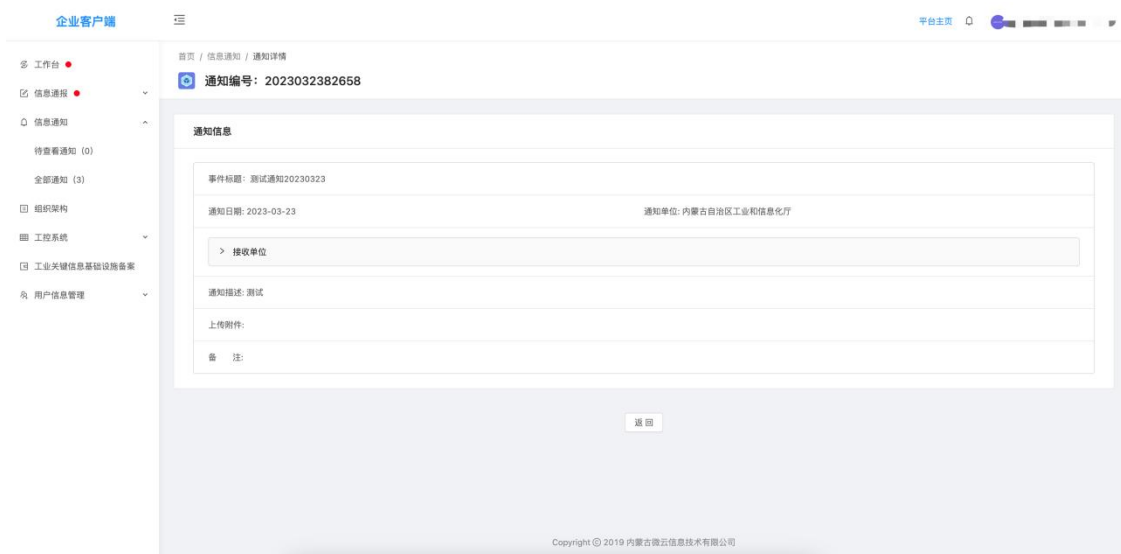 企业客户端
平台主页
工作台
信息通报
信息通知
待查看通知（0）
全部通知（3）
组织架构
工控系统
工业关键信息基础设施备案
用户信息管理
首页 / 信息通知 / 通知详情
通知编号：2023032382658
通知信息
事件标题：测试通知20230323
通知日期: 2023-03-23 通知单位: 内蒙古自治区工业和信息化厅
> 接收单位
通知描述: 测试
上传附件:
备 注:
返 回
Copyright © 2019 内蒙古微云信息技术有限公司